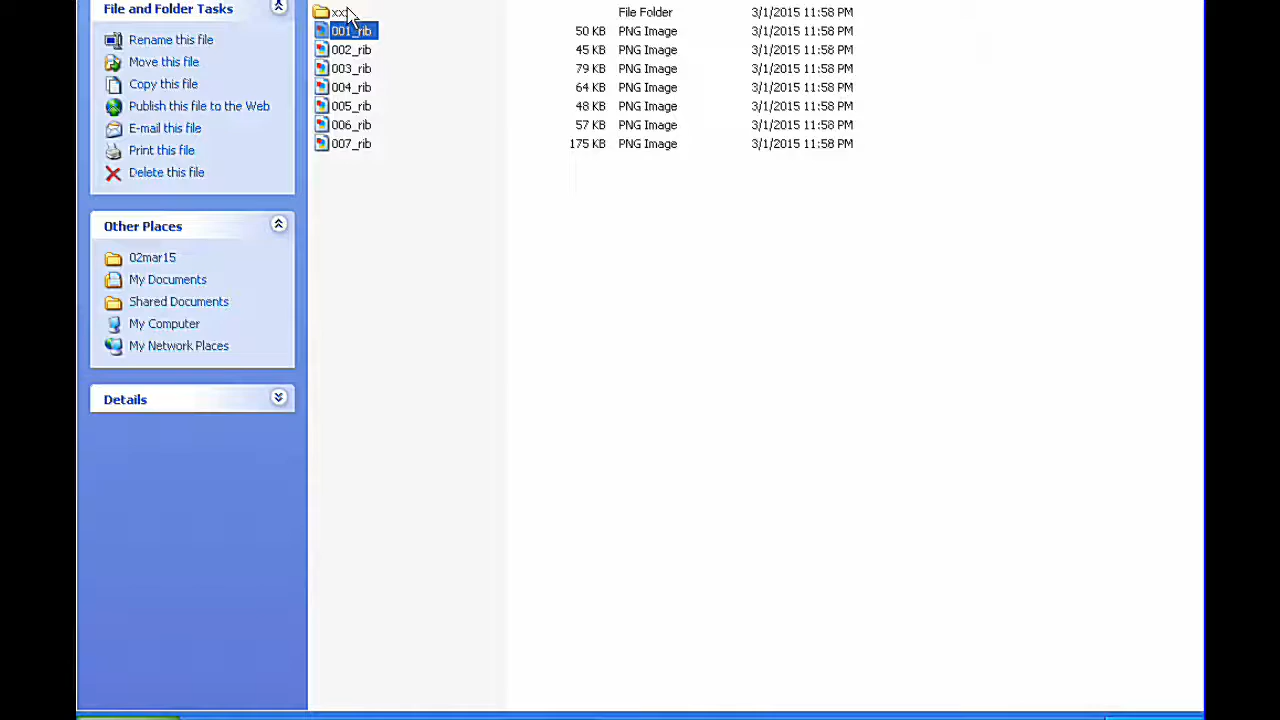 File and Folder Tasks
Rename this file
Move this file
Copy this file
Publish this file to the Web
E-mail this file
Print this file
Delete this file
Other Places
02mar15
My Documents
Shared Documents
My Computer
My Network Places
Details
File Folder 3/1/2015 11:58 PM
001_rib 50 KB PNG Image 3/1/2015 11:58 PM
002_rib 45 KB PNG Image 3/1/2015 11:58 PM
003_rib 79 KB PNG Image 3/1/2015 11:58 PM
004_rib 64 KB PNG Image 3/1/2015 11:58 PM
005_rib 48 KB PNG Image 3/1/2015 11:58 PM
006_rib 57 KB PNG Image 3/1/2015 11:58 PM
007_rib 175 KB PNG Image 3/1/2015 11:58 PM